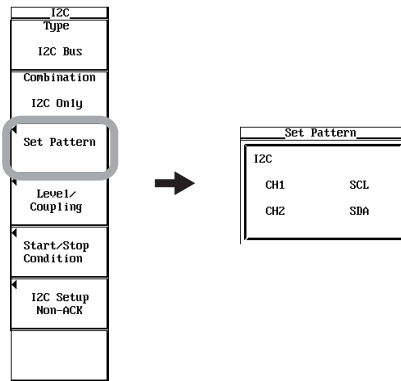 I2C
Type
I2C Bus
Combination
I2C Only
Set Pattern
Level/
Coupling
Start/Stop
Condition
I2C Setup
Non-ACK
Set Pattern
I2C
CH1 SCL
CH2 SDA